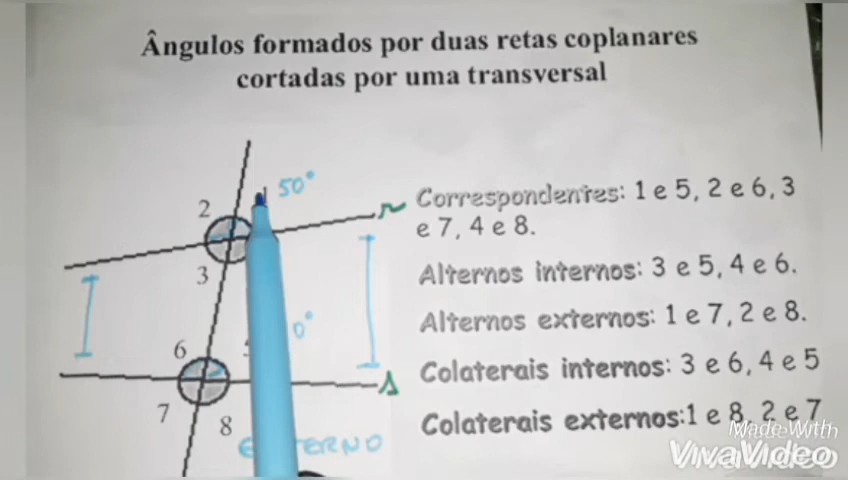 Ângulos formados por duas retas coplanares
cortadas por uma transversal
50°
2
r
Correspondentes: 1 e 5, 2 e 6, 3
e 7, 4 e 8.
3
Alternos internos: 3 e 5, 4 e 6.
0°
Alternos externos: 1 e 7, 2 e 8.
6
Colaterais internos: 3 e 6, 4 e 5
s
7
8
Colaterais externos:1 e 8, 2 e 7
Made With
VivaVideo